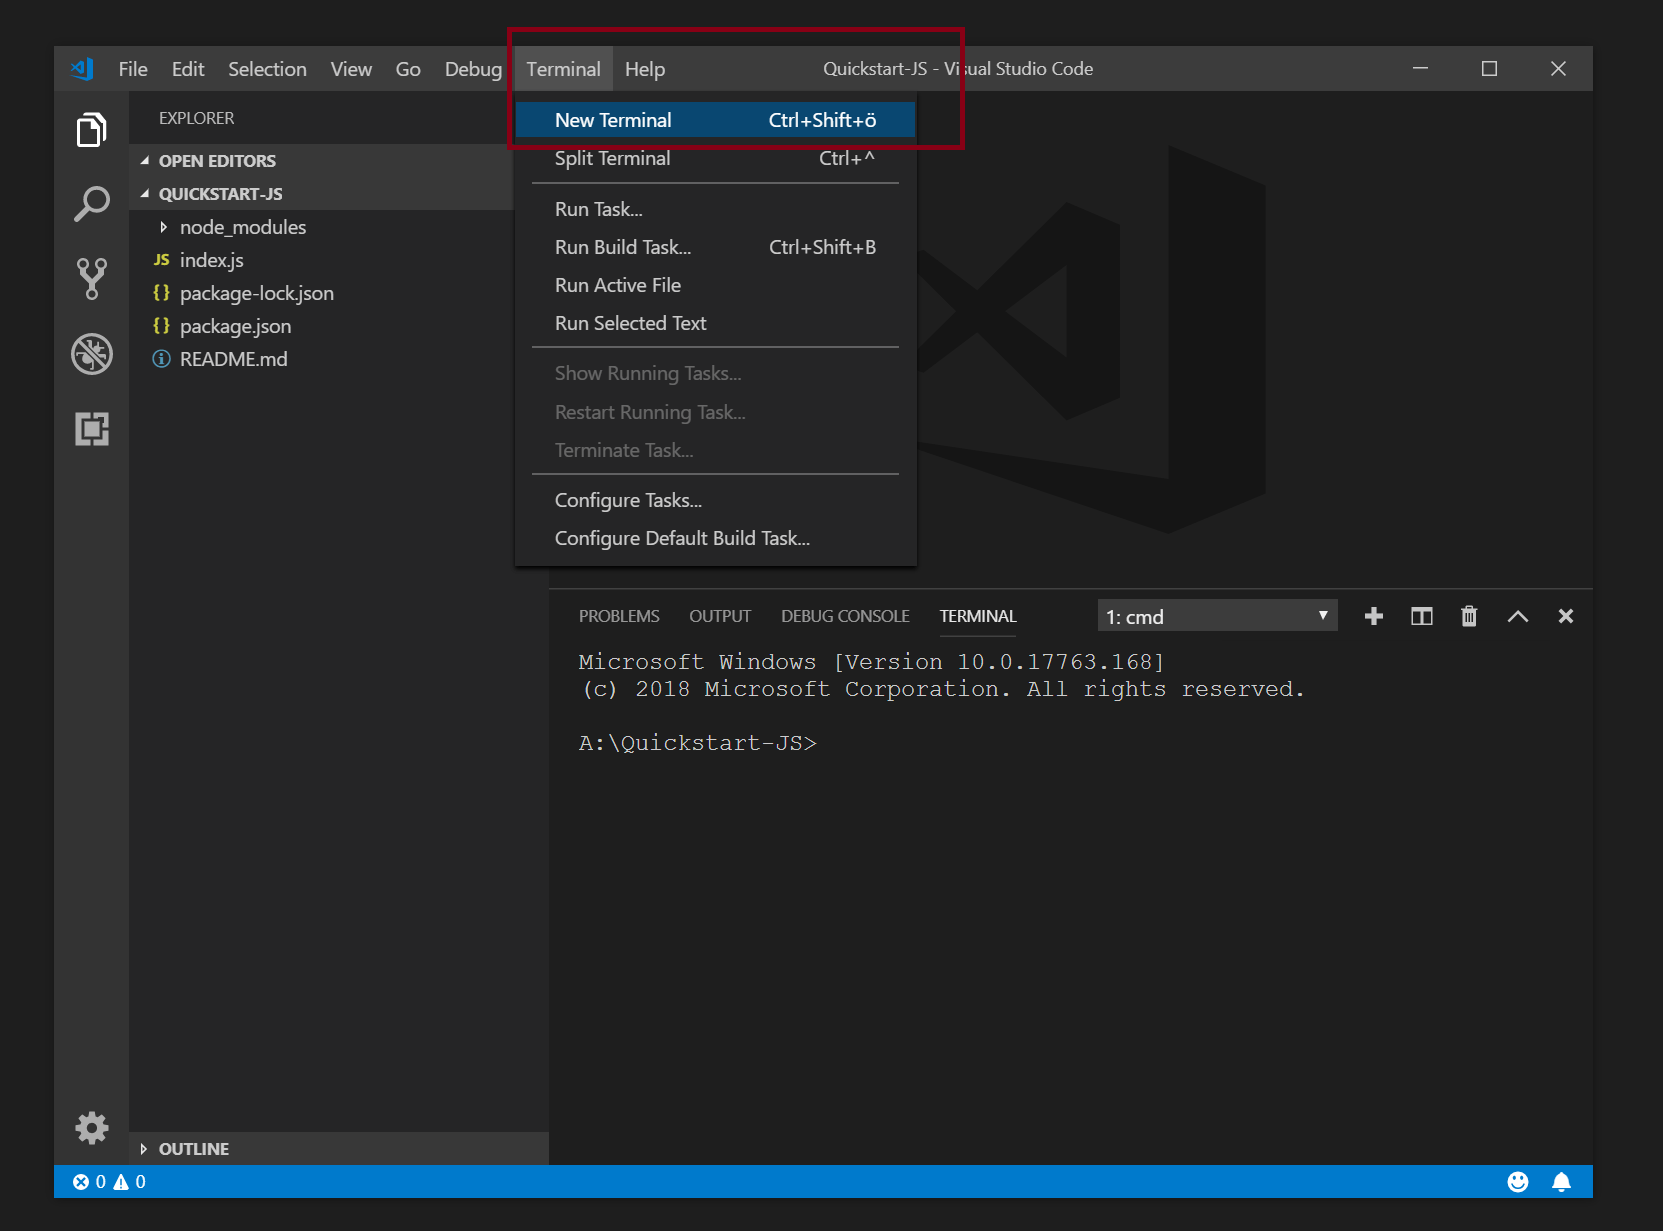 File Edit Selection View Go Debug Terminal Help Quickstart-JS - Visual Studio Code
EXPLORER
OPEN EDITORS
QUICKSTART-JS
node_modules
JS index.js
{ } package-lock.json
{ } package.json
README.md
New Terminal Ctrl+Shift+ö
Split Terminal Ctrl+^
Run Task...
Run Build Task... Ctrl+Shift+B
Run Active File
Run Selected Text
Show Running Tasks...
Restart Running Task...
Terminate Task...
Configure Tasks...
Configure Default Build Task...
PROBLEMS OUTPUT DEBUG CONSOLE TERMINAL 1: cmd
Microsoft Windows [Version 10.0.17763.168]
(c) 2018 Microsoft Corporation. All rights reserved.
A:\Quickstart-JS>
OUTLINE
0 0